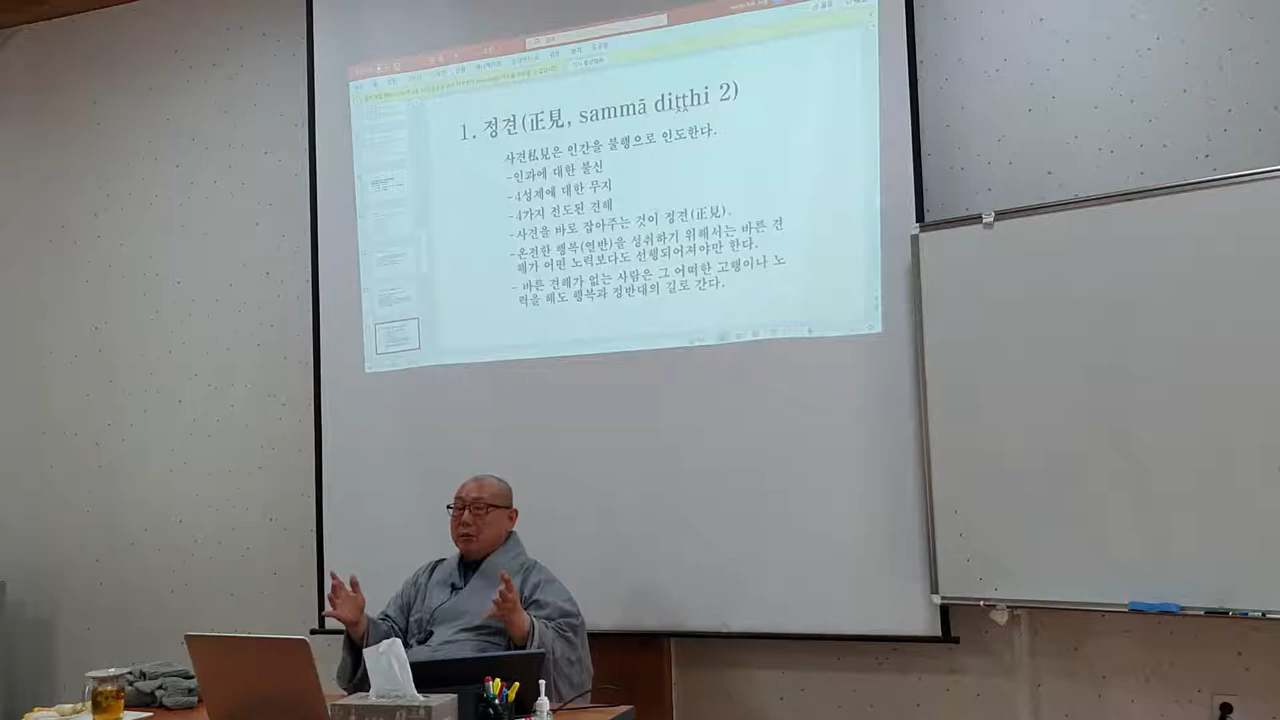 1. 정견(正見, sammā diṭṭhi 2)
사견私見은 인간을 불행으로 인도한다.
-인과에 대한 불신
-4성제에 대한 무지
-4가지 전도된 견해
-사견을 바로 잡아주는 것이 정견(正見).
-온전한 행복(열반)을 성취하기 위해서는 바른 견
해가 어떤 노력보다도 선행되어져야만 한다.
- 바른 견해가 없는 사람은 그 어떠한 고행이나 노
력을 해도 행복과 정반대의 길로 간다.